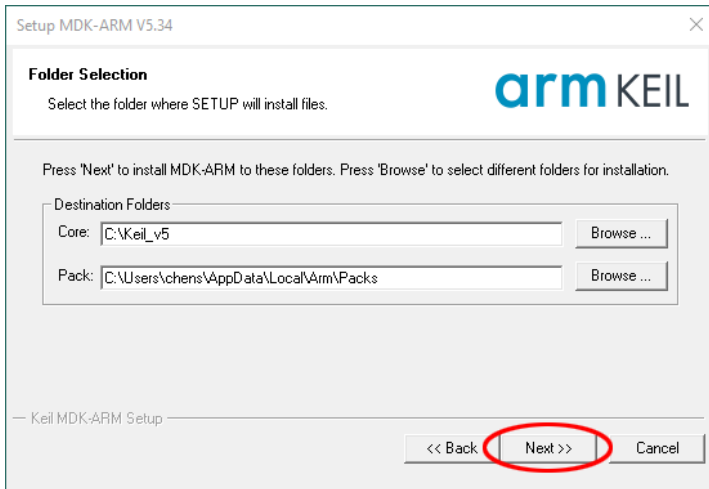 Setup MDK-ARM V5.34
Folder Selection
Select the folder where SETUP will install files.
arm KEIL
Press 'Next' to install MDK-ARM to these folders. Press 'Browse' to select different folders for installation.
Destination Folders
Core: C:\Keil_v5 Browse ...
Pack: C:\Users\chens\AppData\Local\Arm\Packs Browse ...
Keil MDK-ARM Setup
<< Back Next >> Cancel